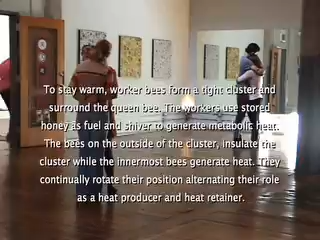 To stay warm, worker bees form a tight cluster and
surround the queen bee. The workers use stored
honey as fuel and shiver to generate metabolic heat.
The bees on the outside of the cluster, insulate the
cluster while the innermost bees generate heat. They
continually rotate their position alternating their role
as a heat producer and heat retainer.